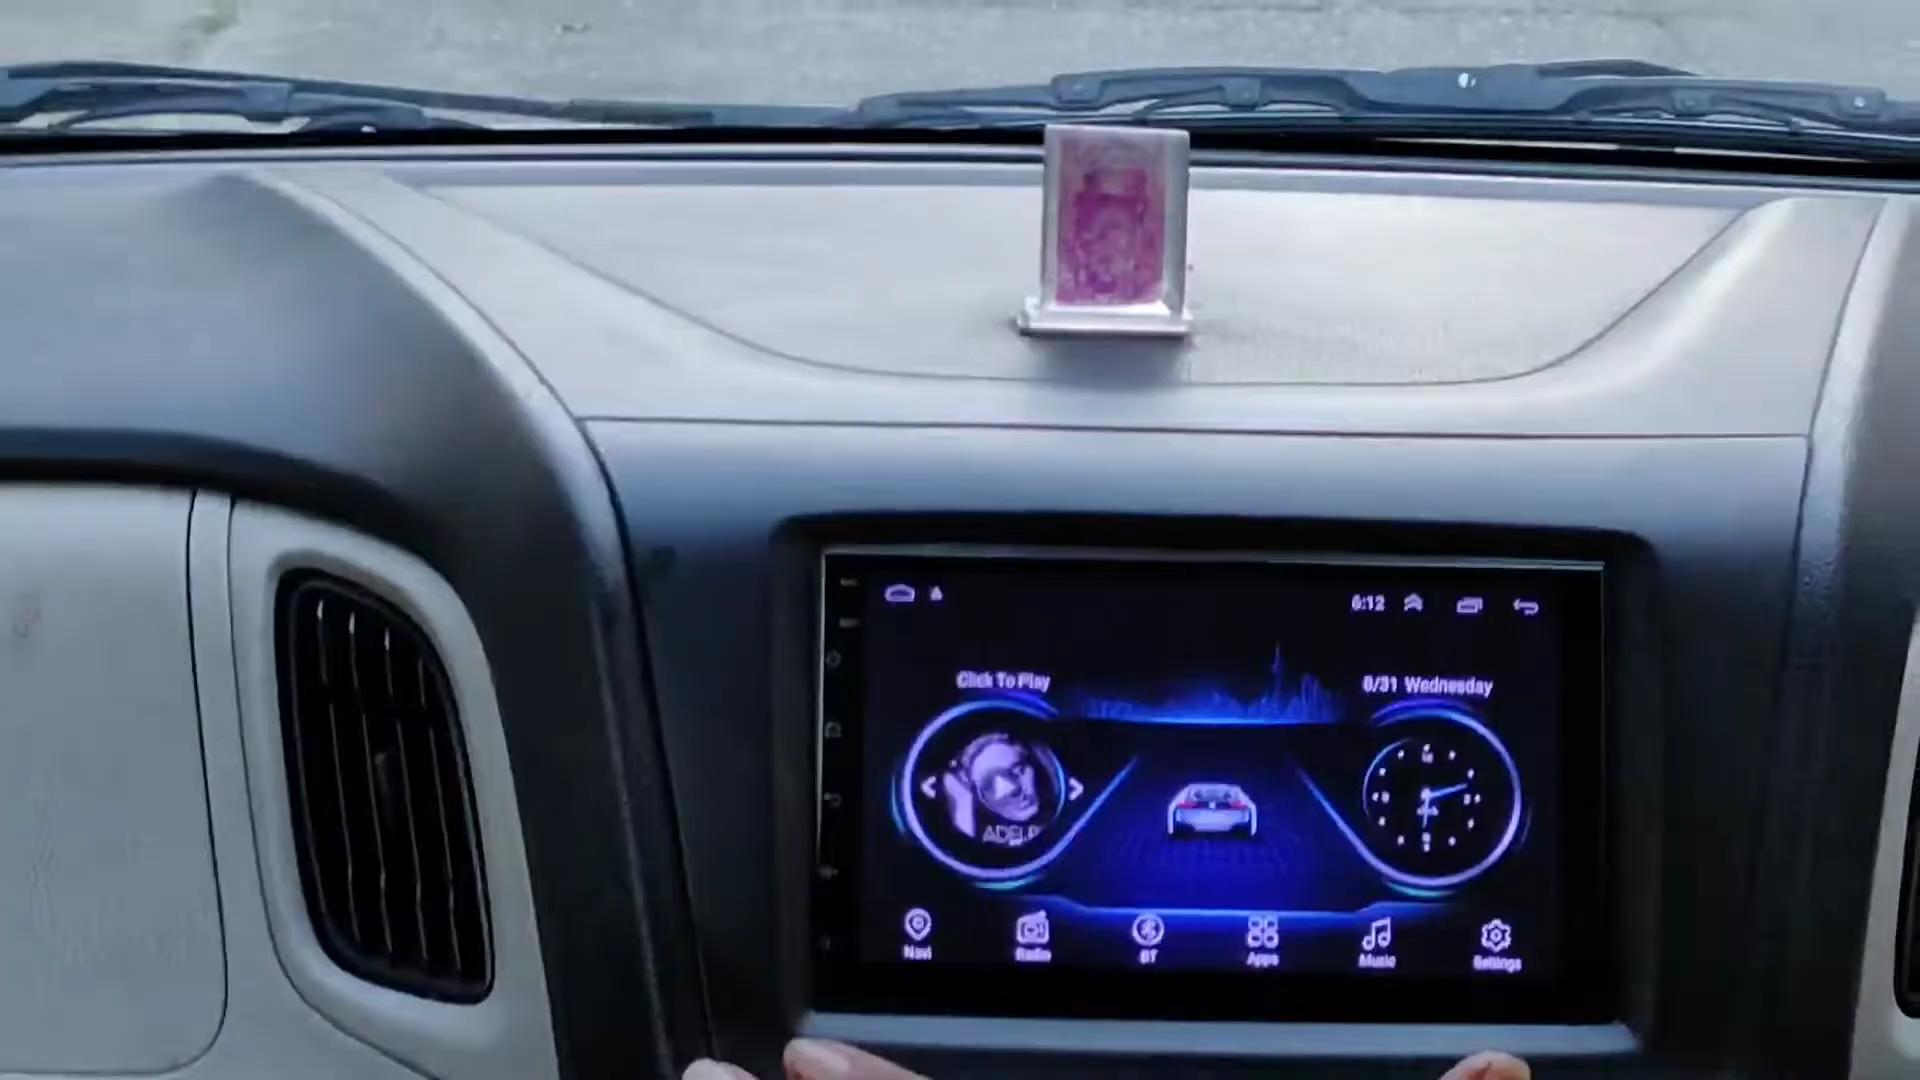 6:12
Click To Play
8/31 Wednesday
ADELE
Navi
Radio
BT
Apps
Music
Settings